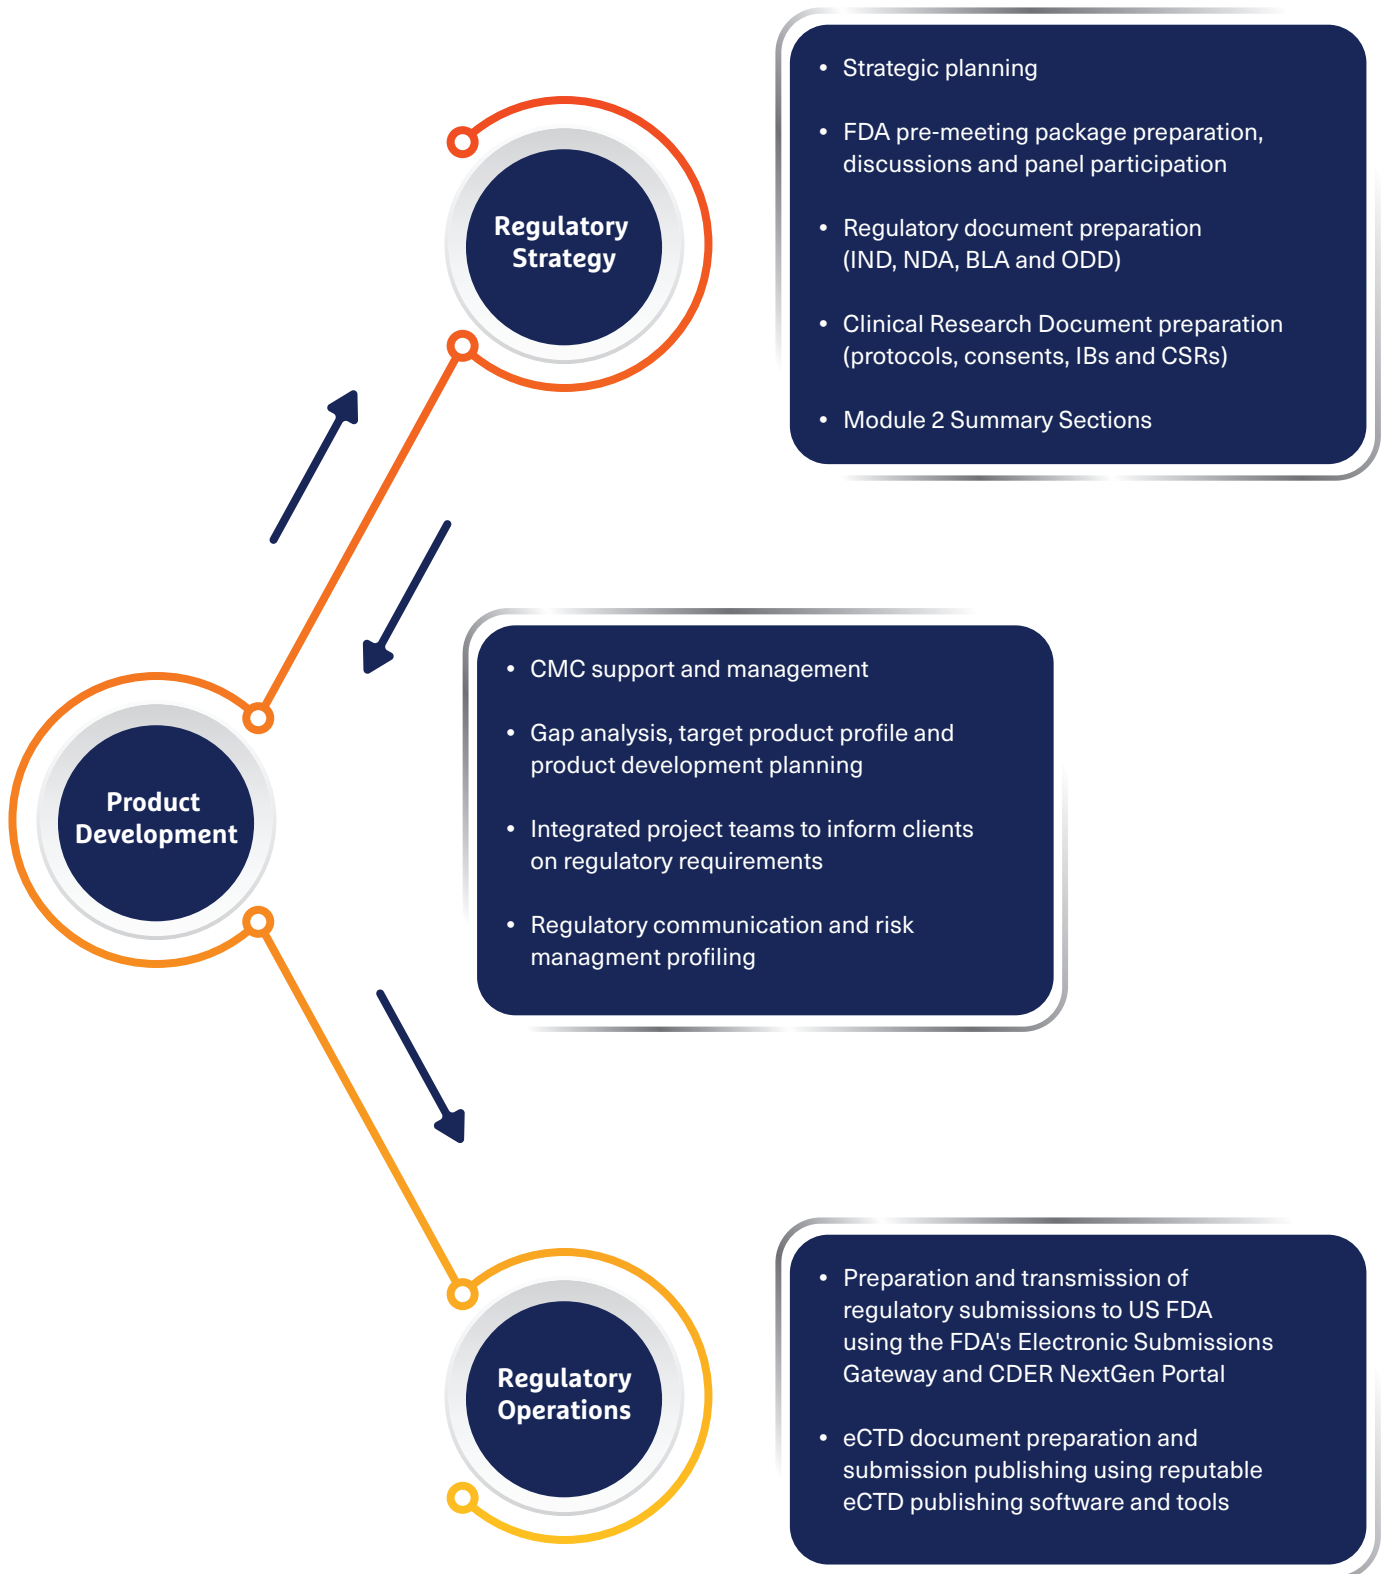 Regulatory
Strategy
• Strategic planning
• FDA pre-meeting package preparation,
discussions and panel participation
• Regulatory document preparation
(IND, NDA, BLA and ODD)
• Clinical Research Document preparation
(protocols, consents, IBs and CSRs)
• Module 2 Summary Sections
Product
Development
• CMC support and management
• Gap analysis, target product profile and
product development planning
• Integrated project teams to inform clients
on regulatory requirements
• Regulatory communication and risk
managment profiling
Regulatory
Operations
• Preparation and transmission of
regulatory submissions to US FDA
using the FDA's Electronic Submissions
Gateway and CDER NextGen Portal
• eCTD document preparation and
submission publishing using reputable
eCTD publishing software and tools